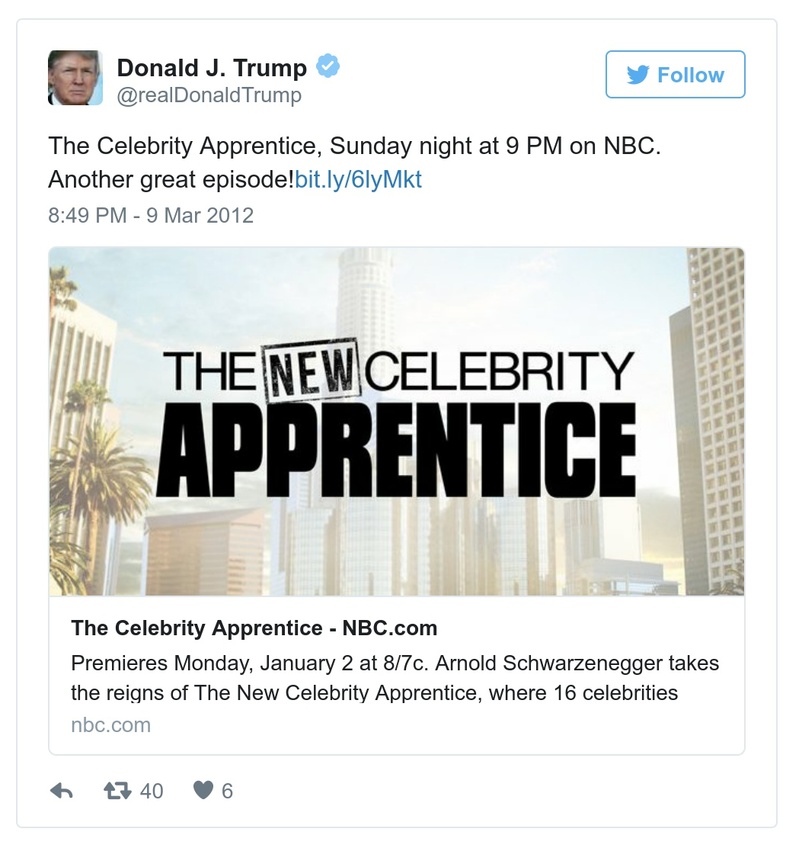 Donald J. Trump
@realDonaldTrump
Follow
The Celebrity Apprentice, Sunday night at 9 PM on NBC.
Another great episode!bit.ly/6lyMkt
8:49 PM - 9 Mar 2012
THE NEW CELEBRITY
APPRENTICE
The Celebrity Apprentice - NBC.com
Premieres Monday, January 2 at 8/7c. Arnold Schwarzenegger takes
the reigns of The New Celebrity Apprentice, where 16 celebrities
nbc.com
40 6